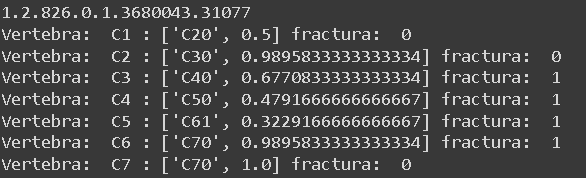 1.2.826.0.1.3680043.31077
Vertebra:  C1 : ['C20', 0.5] fractura:  0
Vertebra:  C2 : ['C30', 0.9895833333333334] fractura:  0
Vertebra:  C3 : ['C40', 0.6770833333333334] fractura:  1
Vertebra:  C4 : ['C50', 0.4791666666666667] fractura:  1
Vertebra:  C5 : ['C61', 0.3229166666666667] fractura:  1
Vertebra:  C6 : ['C70', 0.9895833333333334] fractura:  1
Vertebra:  C7 : ['C70', 1.0] fractura:  0